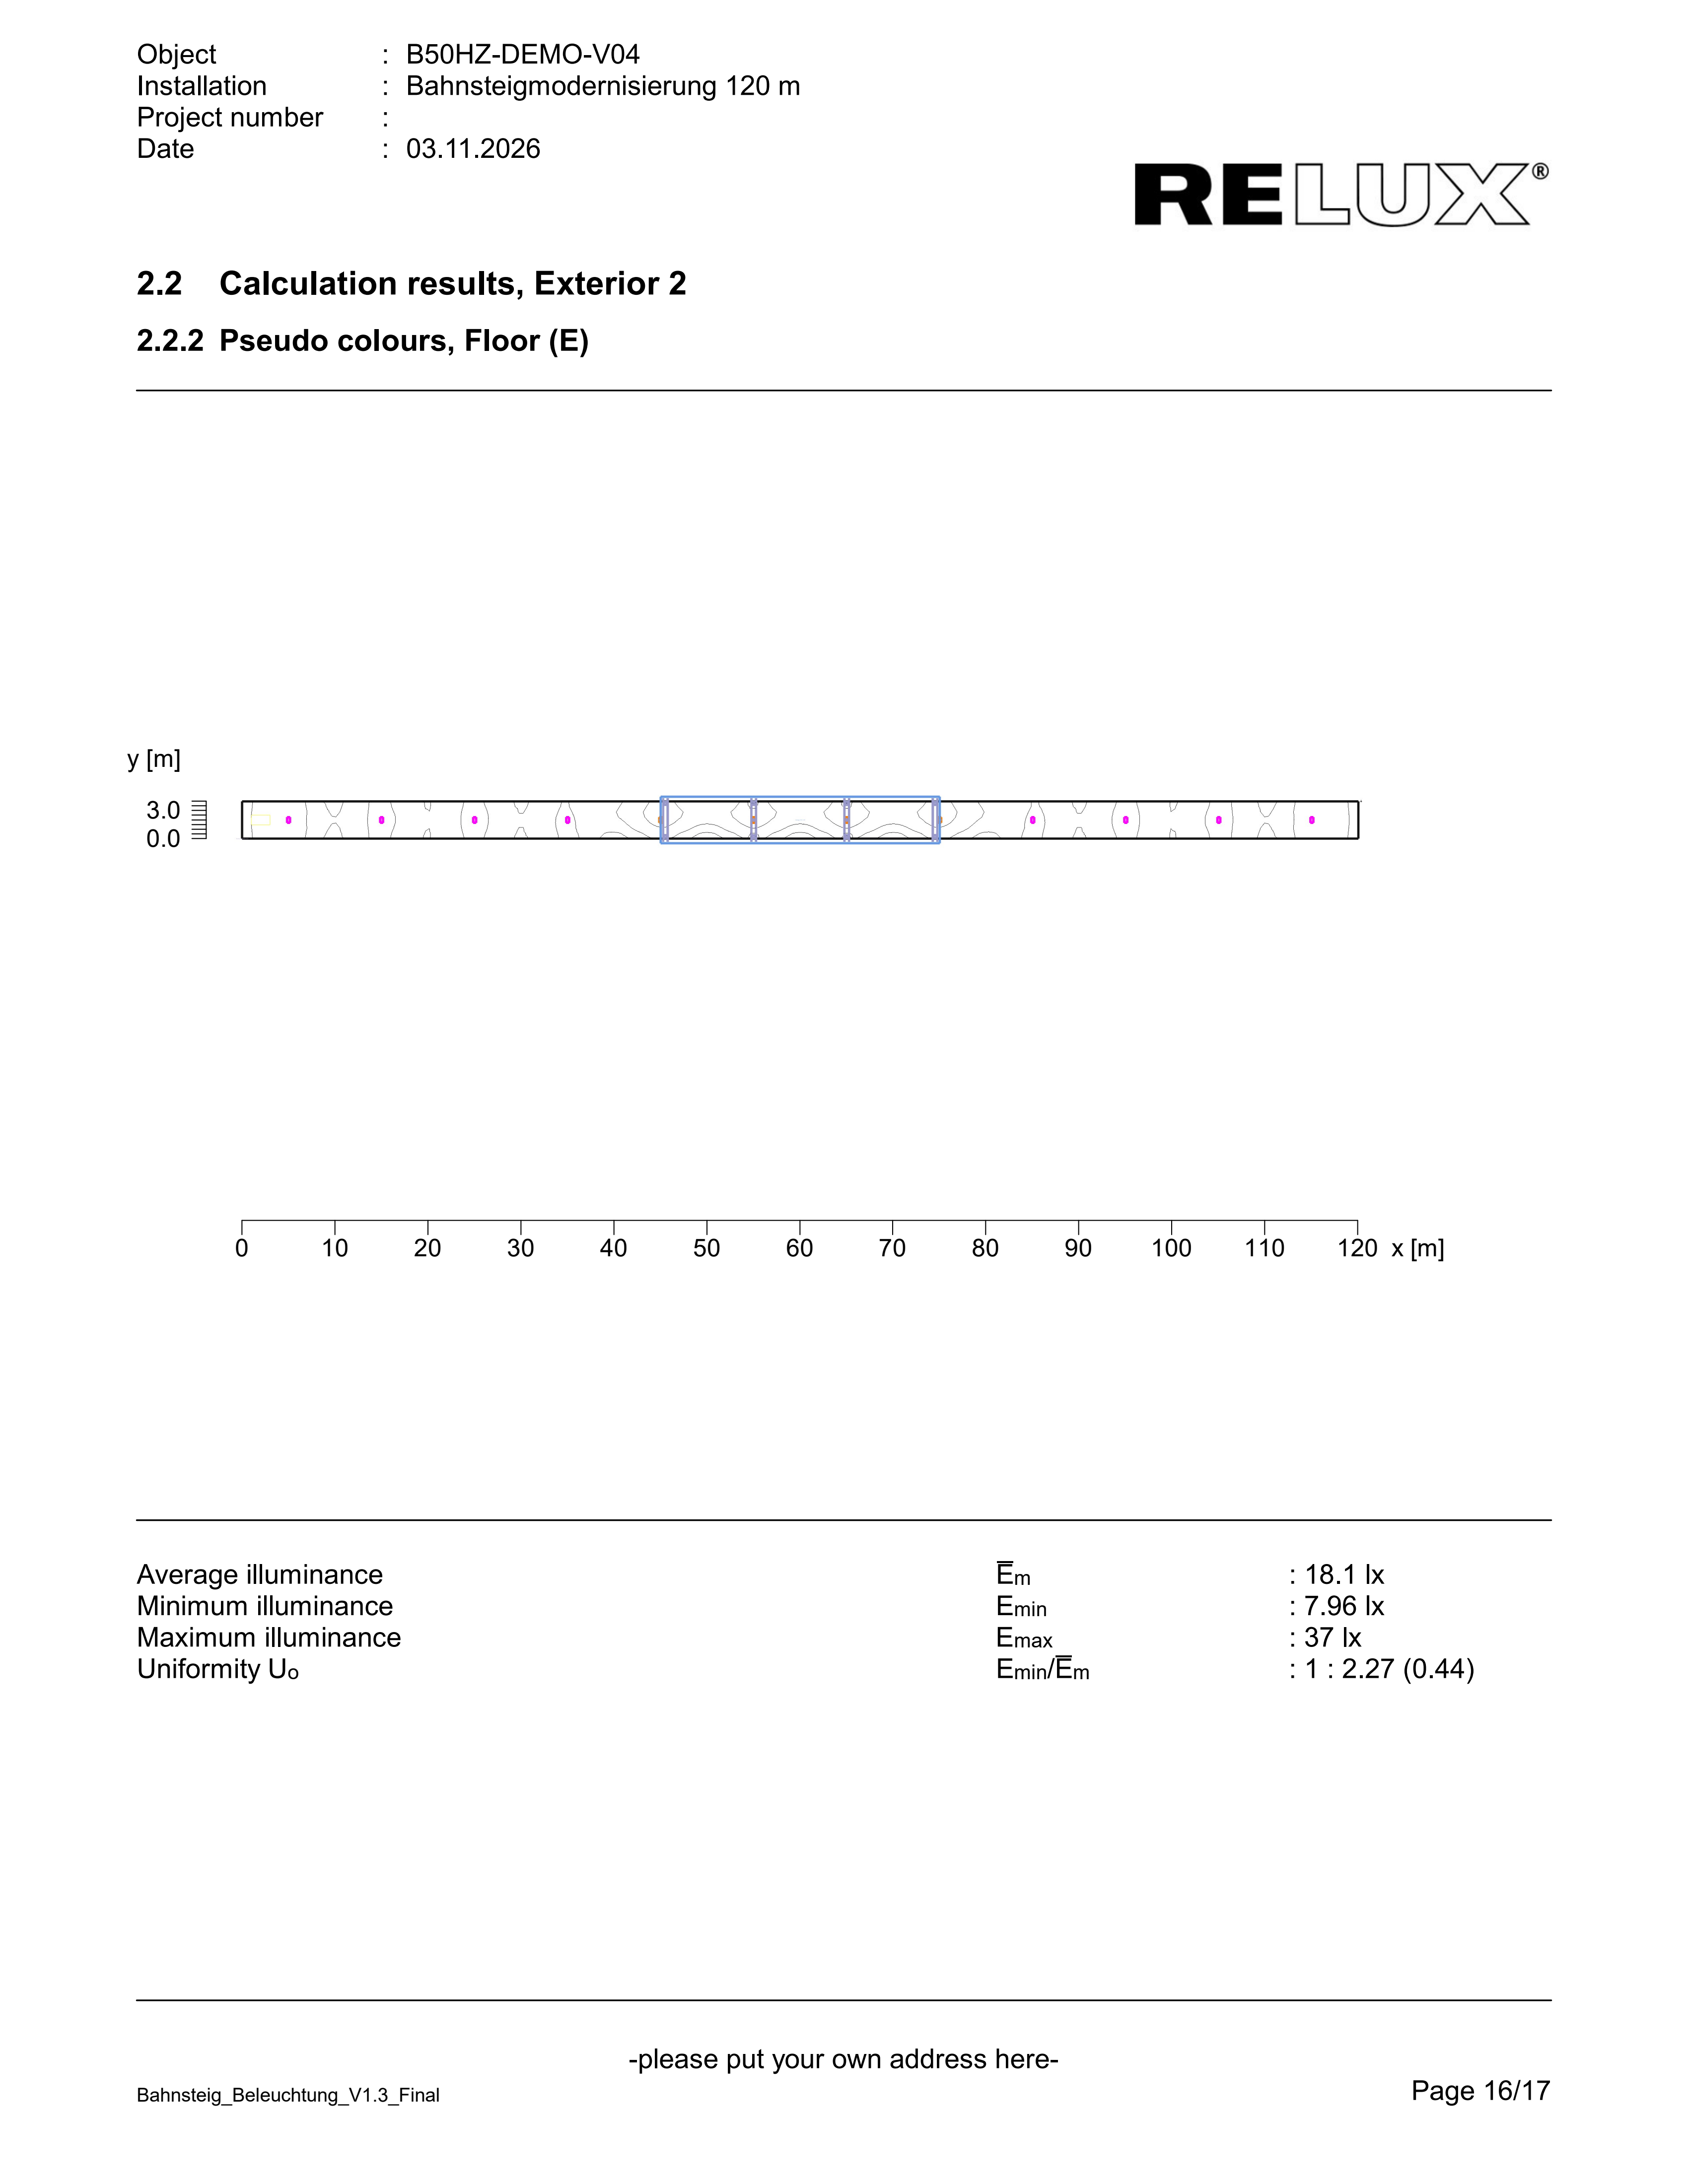 Object : B50HZ-DEMO-V04
Installation : Bahnsteigmodernisierung 120 m
Project number :
Date : 03.11.2026
RELUX®
2.2 Calculation results, Exterior 2
2.2.2 Pseudo colours, Floor (E)
y [m]
3.0
0.0
0 10 20 30 40 50 60 70 80 90 100 110 120 x [m]
Average illuminance Ēm : 18.1 lx
Minimum illuminance Emin : 7.96 lx
Maximum illuminance Emax : 37 lx
Uniformity Uo Emin/Ēm : 1 : 2.27 (0.44)
-please put your own address here-
Bahnsteig_Beleuchtung_V1.3_Final
Page 16/17